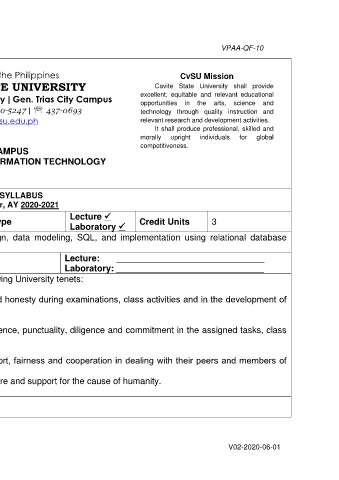 VPAA-QF-10
the Philippines
E UNIVERSITY
y | Gen. Trias City Campus
0-5247 | ☏ 437-0693
su.edu.ph
AMPUS
ORMATION TECHNOLOGY
CvSU Mission
Cavite State University shall provide
excellent, equitable and relevant educational
opportunities in the arts, science and
technology through quality instruction and
relevant research and development activities.
It shall produce professional, skilled and
morally upright individuals for global
competitiveness.
SYLLABUS
r, AY 2020-2021
ype
Lecture ✓
Laboratory ✓
Credit Units
3
gn, data modeling, SQL, and implementation using relational database
Lecture:
Laboratory:
ving University tenets:
d honesty during examinations, class activities and in the development of
ence, punctuality, diligence and commitment in the assigned tasks, class
ort, fairness and cooperation in dealing with their peers and members of
re and support for the cause of humanity.
V02-2020-06-01